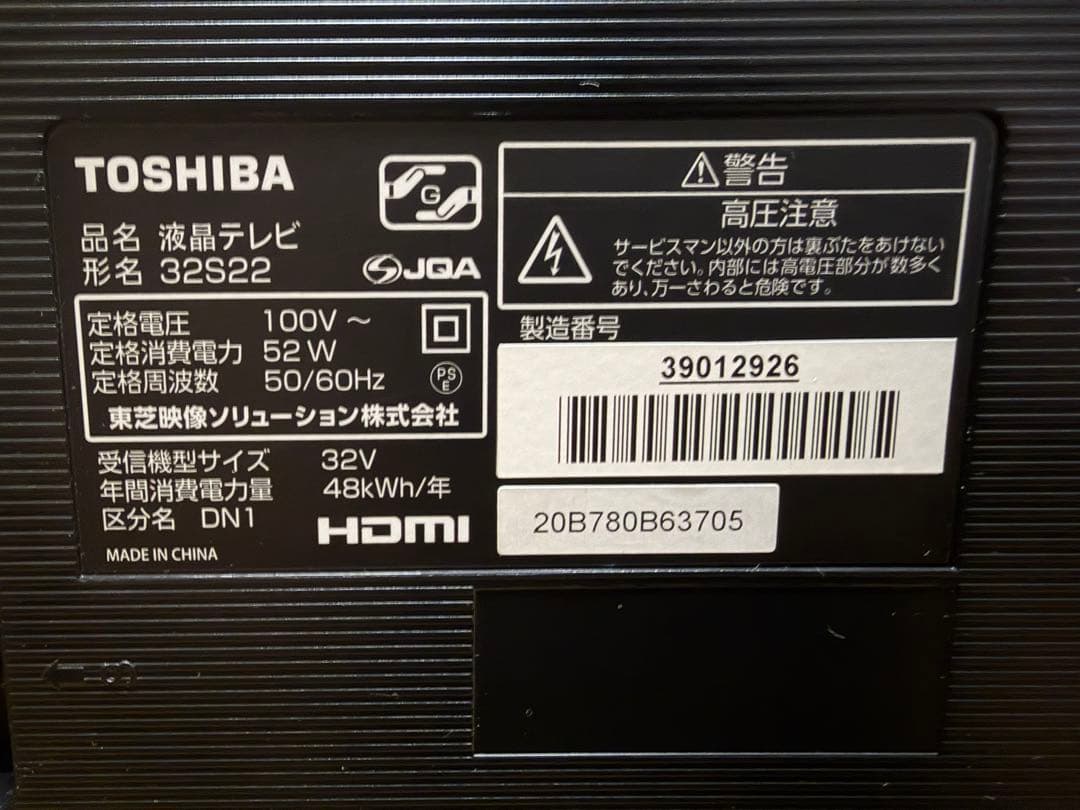 TOSHIBA
G
品名 液晶テレビ
形名 32S22
JQA
定格電圧 100V ～
定格消費電力 52W
定格周波数 50/60Hz
PS
E
東芝映像ソリューション株式会社
受信機型サイズ 32V
年間消費電力量 48kWh/年
区分名 DN1
HDMI
MADE IN CHINA
⚠警告
高圧注意
サービスマン以外の方は裏ぶたをあけない
でください。内部には高電圧部分が数多く
あり、万一さわると危険です。
製造番号
39012926
20B780B63705